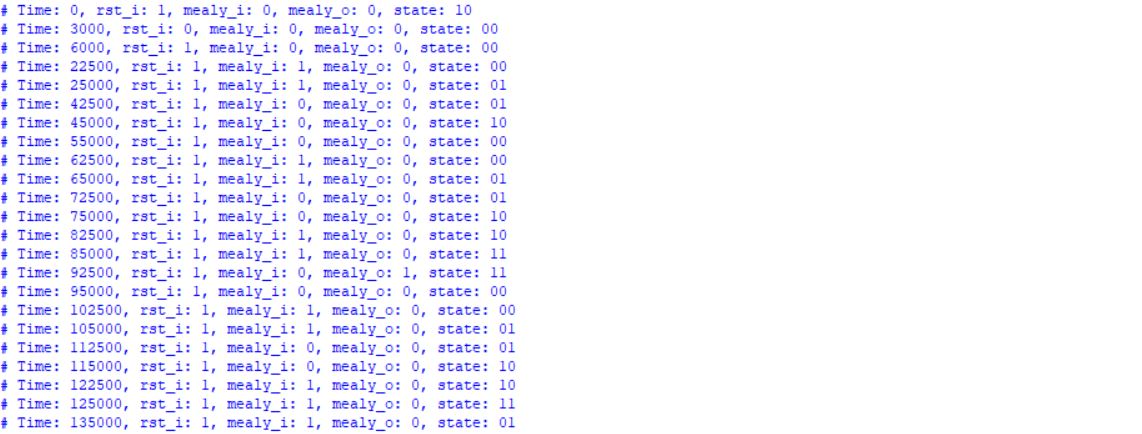 # Time: 0, rst_i: 1, mealy_i: 0, mealy_o: 0, state: 10
# Time: 3000, rst_i: 0, mealy_i: 0, mealy_o: 0, state: 00
# Time: 6000, rst_i: 1, mealy_i: 0, mealy_o: 0, state: 00
# Time: 22500, rst_i: 1, mealy_i: 1, mealy_o: 0, state: 00
# Time: 25000, rst_i: 1, mealy_i: 1, mealy_o: 0, state: 01
# Time: 42500, rst_i: 1, mealy_i: 0, mealy_o: 0, state: 01
# Time: 45000, rst_i: 1, mealy_i: 0, mealy_o: 0, state: 10
# Time: 55000, rst_i: 1, mealy_i: 0, mealy_o: 0, state: 00
# Time: 62500, rst_i: 1, mealy_i: 1, mealy_o: 0, state: 00
# Time: 65000, rst_i: 1, mealy_i: 1, mealy_o: 0, state: 01
# Time: 72500, rst_i: 1, mealy_i: 0, mealy_o: 0, state: 01
# Time: 75000, rst_i: 1, mealy_i: 0, mealy_o: 0, state: 10
# Time: 82500, rst_i: 1, mealy_i: 1, mealy_o: 0, state: 10
# Time: 85000, rst_i: 1, mealy_i: 1, mealy_o: 0, state: 11
# Time: 92500, rst_i: 1, mealy_i: 0, mealy_o: 1, state: 11
# Time: 95000, rst_i: 1, mealy_i: 0, mealy_o: 0, state: 00
# Time: 102500, rst_i: 1, mealy_i: 1, mealy_o: 0, state: 00
# Time: 105000, rst_i: 1, mealy_i: 1, mealy_o: 0, state: 01
# Time: 112500, rst_i: 1, mealy_i: 0, mealy_o: 0, state: 01
# Time: 115000, rst_i: 1, mealy_i: 0, mealy_o: 0, state: 10
# Time: 122500, rst_i: 1, mealy_i: 1, mealy_o: 0, state: 10
# Time: 125000, rst_i: 1, mealy_i: 1, mealy_o: 0, state: 11
# Time: 135000, rst_i: 1, mealy_i: 1, mealy_o: 0, state: 01